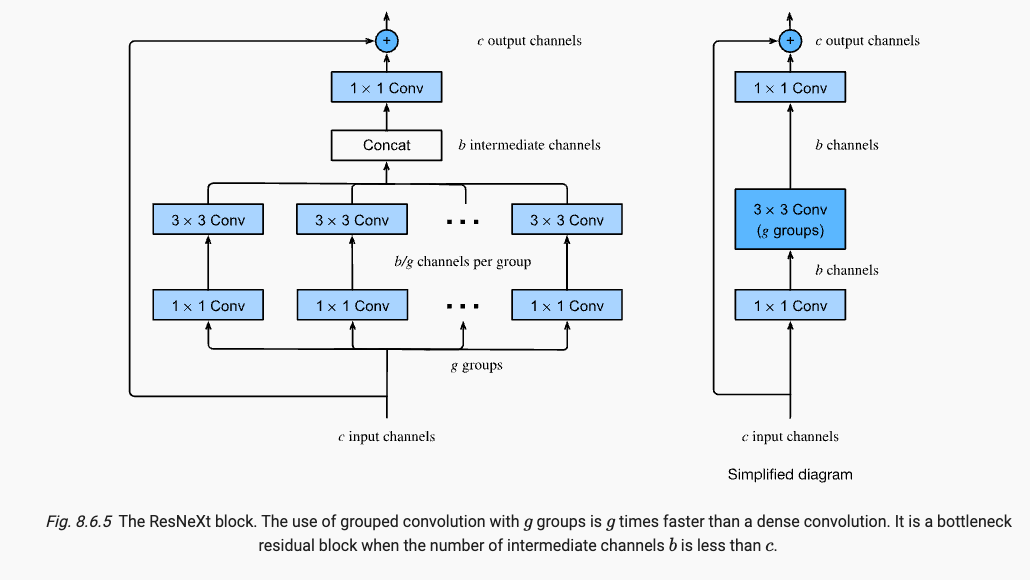 c output channels
1 × 1 Conv
Concat
b intermediate channels
3 × 3 Conv
3 × 3 Conv
3 × 3 Conv
b/g channels per group
1 × 1 Conv
1 × 1 Conv
1 × 1 Conv
g groups
c input channels
c output channels
1 × 1 Conv
b channels
3 × 3 Conv
(g groups)
b channels
1 × 1 Conv
c input channels
Simplified diagram
Fig. 8.6.5 The ResNeXt block. The use of grouped convolution with g groups is g times faster than a dense convolution. It is a bottleneck
residual block when the number of intermediate channels b is less than c.